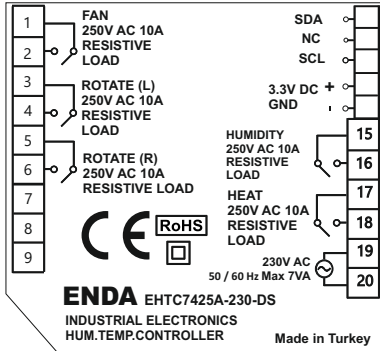 1
2
3
4
5
6
7
8
9
FAN
250V AC 10A
RESISTIVE
LOAD
ROTATE (L)
250V AC 10A
RESISTIVE
LOAD
ROTATE (R)
250V AC 10A
RESISTIVE LOAD
SDA
NC
SCL
3.3V DC +
GND -
HUMIDITY
250V AC 10A
RESISTIVE
LOAD
HEAT
250V AC 10A
RESISTIVE
LOAD
230V AC
50 / 60 Hz Max 7VA
15
16
17
18
19
20
CE
RoHS
ENDA EHTC7425A-230-DS
INDUSTRIAL ELECTRONICS
HUM.TEMP.CONTROLLER
Made in Turkey